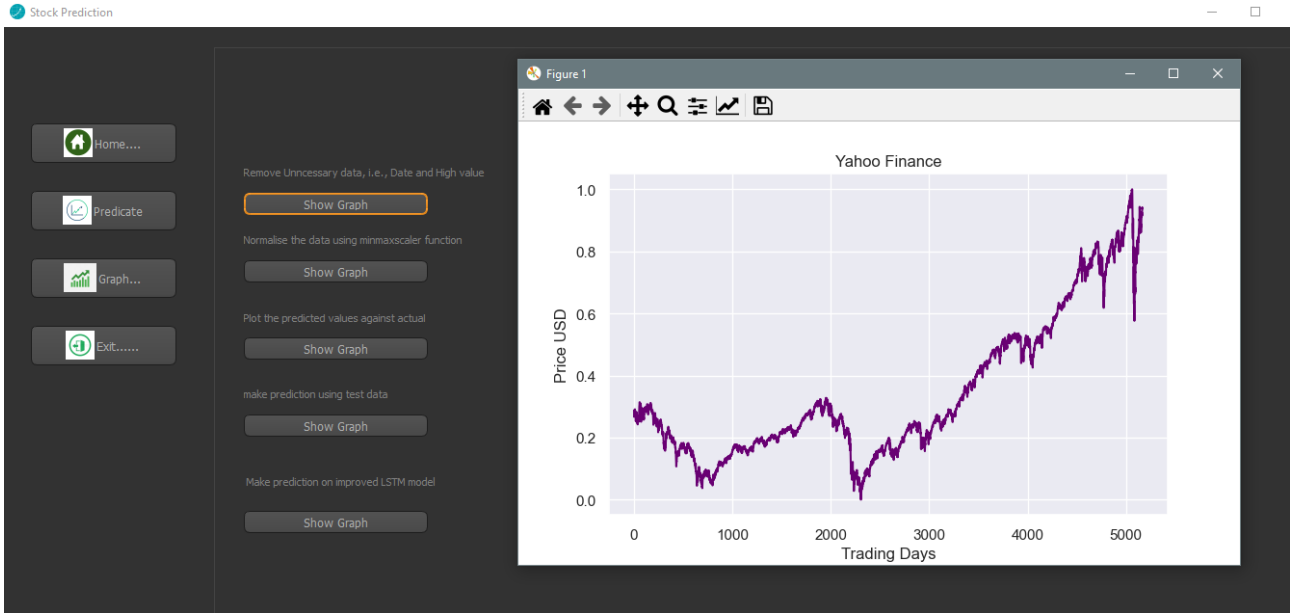 Stock Prediction
Home....
Predicate
Graph...
Exit......
Remove Unncessary data, i.e., Date and High value
Show Graph
Normalise the data using minmaxscaler function
Show Graph
Plot the predicted values against actual
Show Graph
make prediction using test data
Show Graph
Make prediction on improved LSTM model
Show Graph
Figure 1
Yahoo Finance
Price USD
1.0
0.8
0.6
0.4
0.2
0.0
0 1000 2000 3000 4000 5000
Trading Days